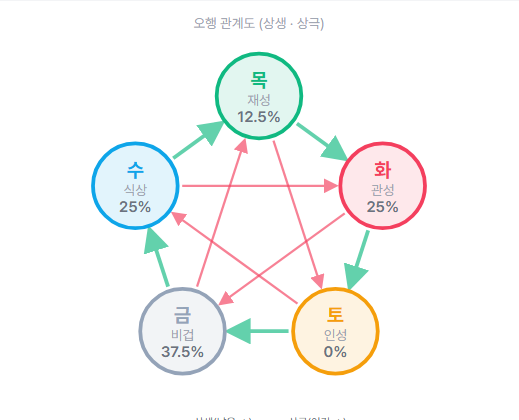 오행 관계도 (상생 · 상극)
목
재성
12.5%
수
식상
25%
화
관성
25%
금
비겁
37.5%
토
인성
0%